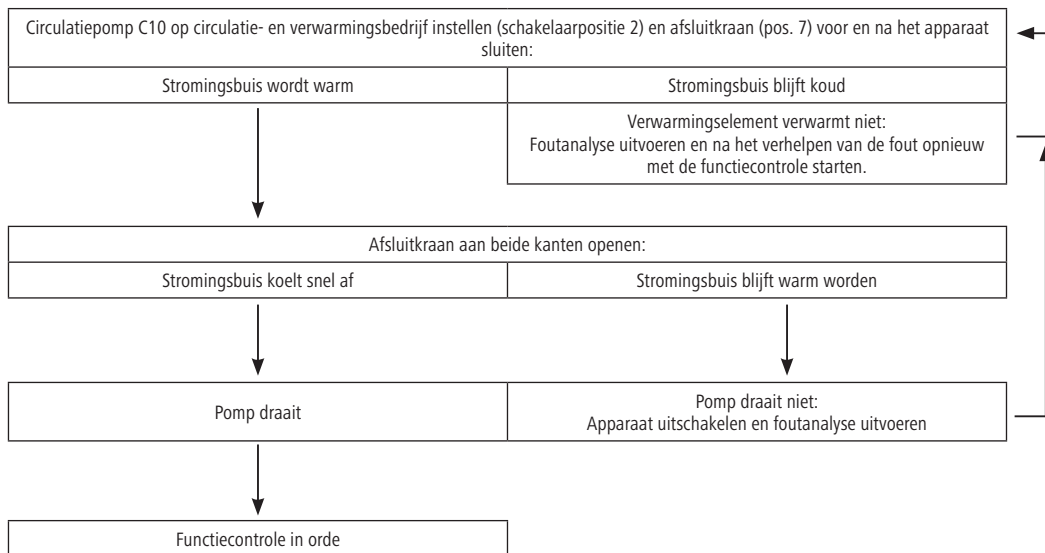 Circulatiepomp C10 op circulatie- en verwarmingsbedrijf instellen (schakelaarpositie 2) en afsluitkraan (pos. 7) voor en na het apparaat
sluiten:
Stromingsbuis wordt warm
Stromingsbuis blijft koud
Verwarmingselement verwarmt niet:
Foutanalyse uitvoeren en na het verhelpen van de fout opnieuw
met de functiecontrole starten.
Afsluitkraan aan beide kanten openen:
Stromingsbuis koelt snel af
Stromingsbuis blijft warm worden
Pomp draait
Pomp draait niet:
Apparaat uitschakelen en foutanalyse uitvoeren
Functiecontrole in orde